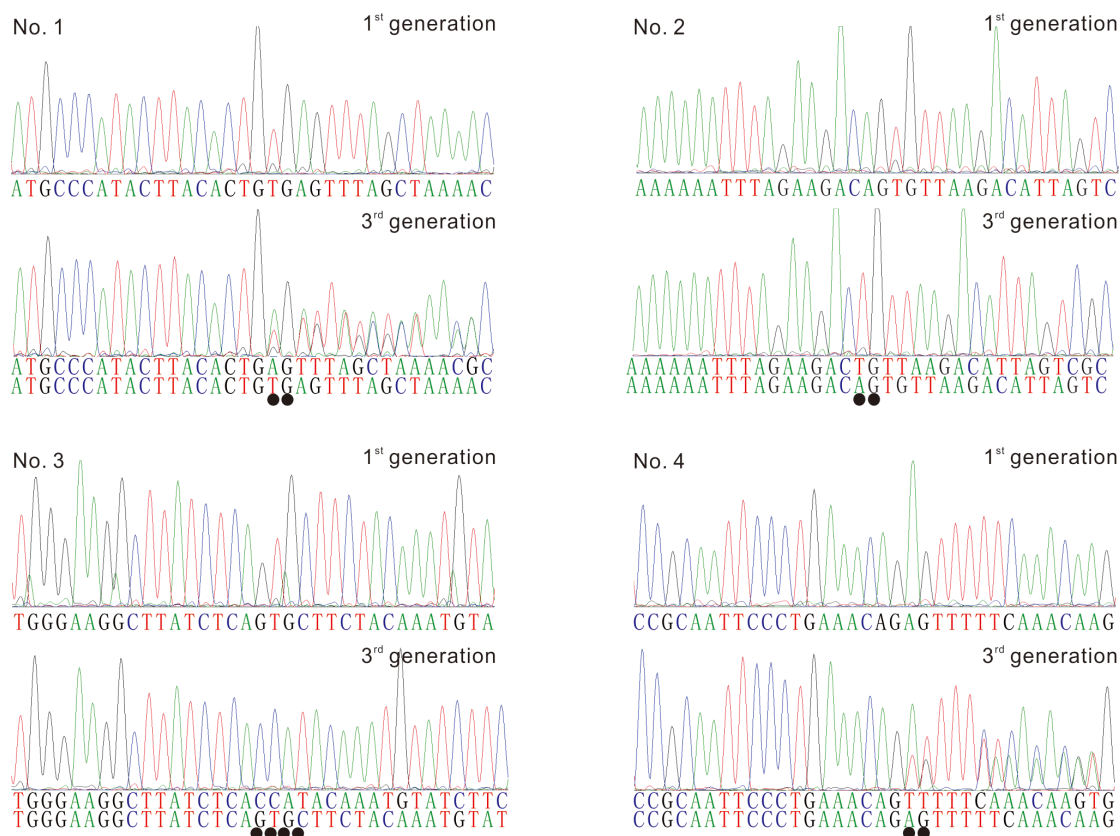 No. 1
1st generation
ATGCCCATACTTACACTGTGAGTTTAGCTAAAAC
3rd generation
ATGCCCATACTTACACTGAGTTTAGCTAAAACGC
ATGCCCATACTTACACTGTGAGTTTAGCTAAAAC
No. 2
1st generation
AAAAAATTTAGAAGACAGTGTTAAGACATTAGTC
3rd generation
AAAAAATTTAGAAGACTGTTAAGACATTAGTCGC
AAAAAATTTAGAAGACAGTGTTAAGACATTAGTC
No. 3
1st generation
TGGGAAGGCTTATCTCAGTGCTTCTACAAATGTA
3rd generation
TGGGAAGGCTTATCTCACCATACAAATGTATCTTC
TGGGAAGGCTTATCTCAGTGCTTCTACAAATGTAT
No. 4
1st generation
CCGCAATTCCCTGAAACAGAGTTTTTCAAACAAG
3rd generation
CCGCAATTCCCTGAAACAGTTTTTCAAACAAGTG
CCGCAATTCCCTGAAACAGAGTTTTTCAAACAAG